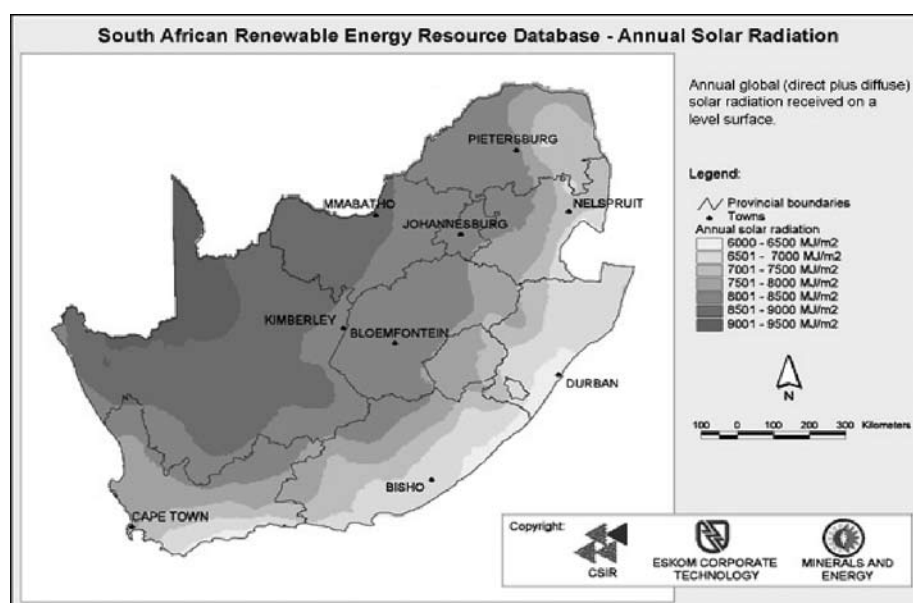 South African Renewable Energy Resource Database - Annual Solar Radiation
Annual global (direct plus diffuse)
solar radiation received on a
level surface.
Legend:
Provincial boundaries
Towns
Annual solar radiation
6000 - 6500 MJ/m2
6501 - 7000 MJ/m2
7001 - 7500 MJ/m2
7501 - 8000 MJ/m2
8001 - 8500 MJ/m2
8501 - 9000 MJ/m2
9001 - 9500 MJ/m2
N
100 0 100 200 300 Kilometers
PIETERSBURG
MMABATHO
NELSPRUIT
JOHANNESBURG
KIMBERLEY
BLOEMFONTEIN
DURBAN
BISHO
CAPE TOWN
Copyright:
CSIR
ESKOM CORPORATE
TECHNOLOGY
MINERALS AND
ENERGY